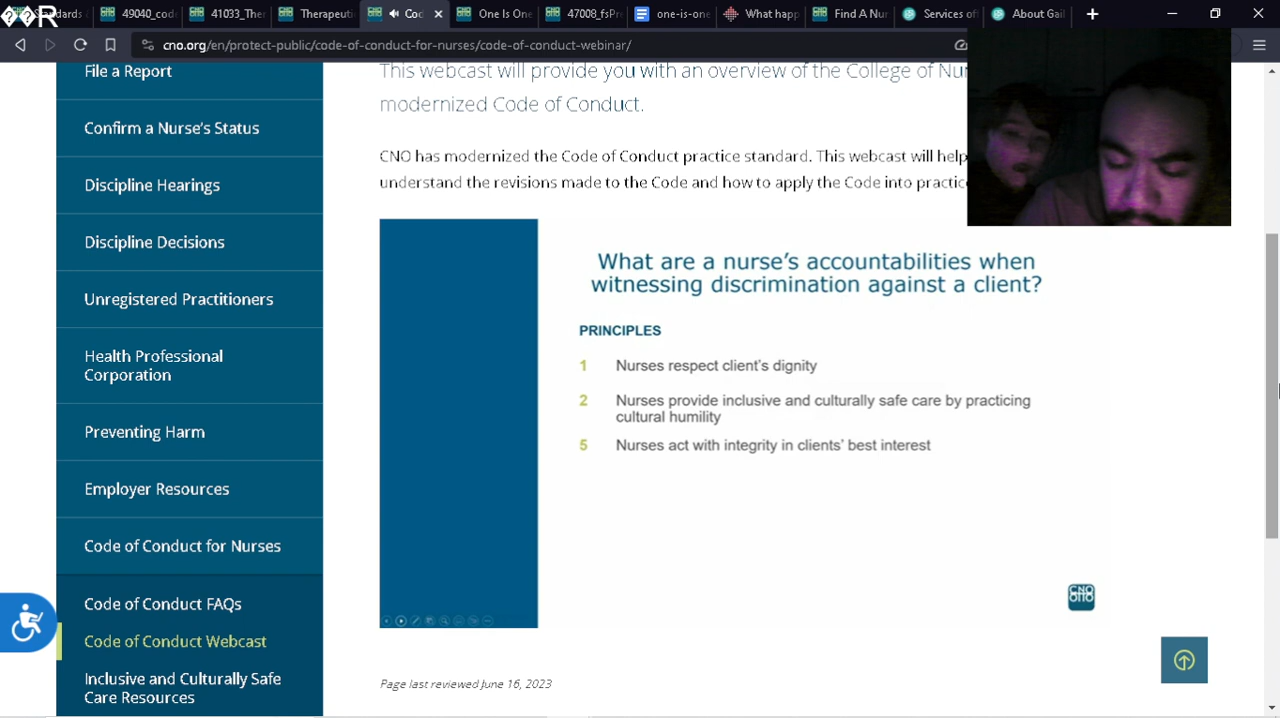 R
Standards
49040_code
41033_The
Therapeuti
Co
One Is One
47008_fsPre
one-is-one
What happ
Find A Nur
Services of
About Gail
cno.org/en/protect-public/code-of-conduct-for-nurses/code-of-conduct-webinar/
File a Report
Confirm a Nurse's Status
Discipline Hearings
Discipline Decisions
Unregistered Practitioners
Health Professional
Corporation
Preventing Harm
Employer Resources
Code of Conduct for Nurses
Code of Conduct FAQs
Code of Conduct Webcast
Inclusive and Culturally Safe
Care Resources
This webcast will provide you with an overview of the College of Nur
modernized Code of Conduct.
CNO has modernized the Code of Conduct practice standard. This webcast will help
understand the revisions made to the Code and how to apply the Code into practice
What are a nurse's accountabilities when
witnessing discrimination against a client?
PRINCIPLES
1 Nurses respect client's dignity
2 Nurses provide inclusive and culturally safe care by practicing
cultural humility
5 Nurses act with integrity in clients' best interest
CNO
OIIO
Page last reviewed June 16, 2023